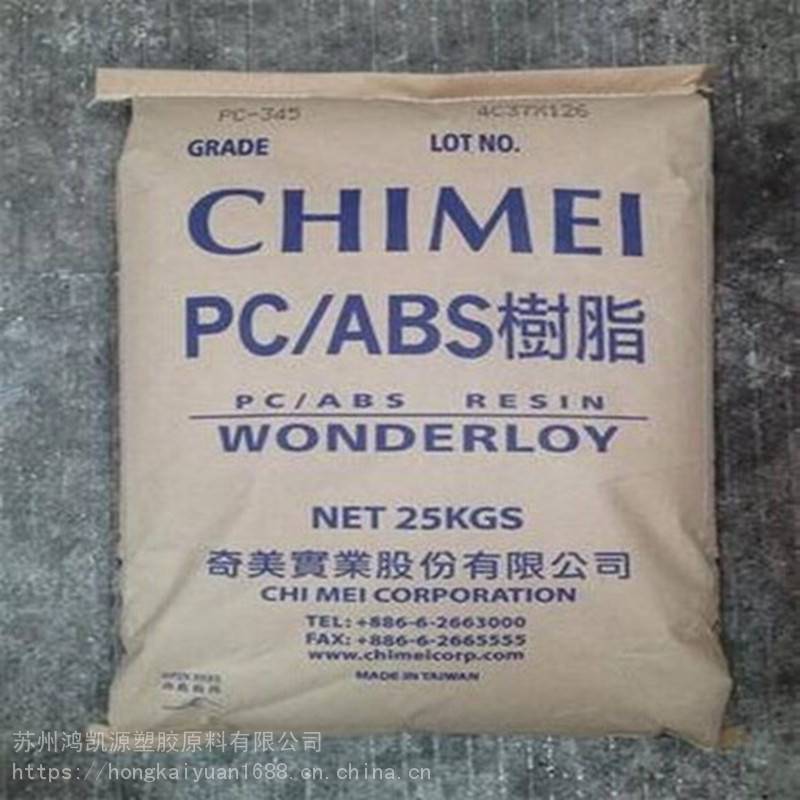 PC-345 4C37X126
GRADE LOT NO.
CHIMEI
PC/ABS樹脂
PC/ABS RESIN
WONDERLOY
NET 25KGS
奇美實業股份有限公司
CHI MEI CORPORATION
TEL: +886-6-2663000
FAX: +886-6-2665555
www.chimeicorp.com
MADE IN TAIWAN
苏州鸿凯源塑胶原料有限公司
https://hongkaiyuan1688.cn.china.cn